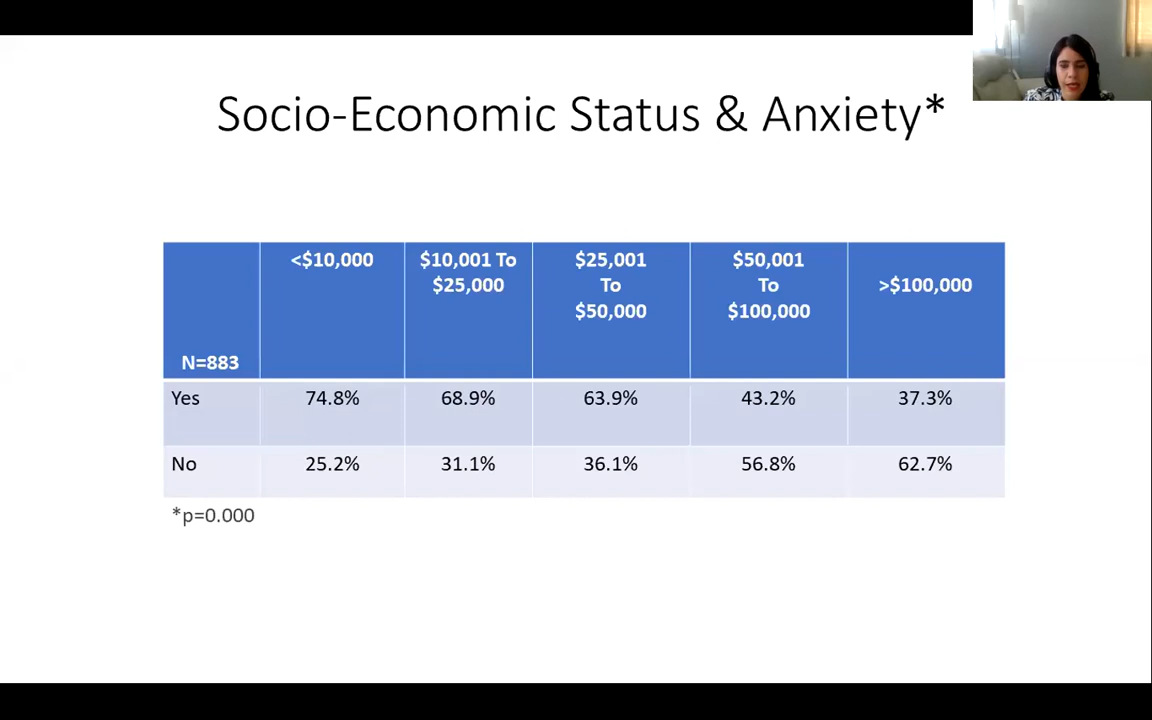 Socio-Economic Status & Anxiety*
N=883
<$10,000
$10,001 To
$25,000
$25,001
To
$50,000
$50,001
To
$100,000
>$100,000
Yes 74.8% 68.9% 63.9% 43.2% 37.3%
No 25.2% 31.1% 36.1% 56.8% 62.7%
*p=0.000